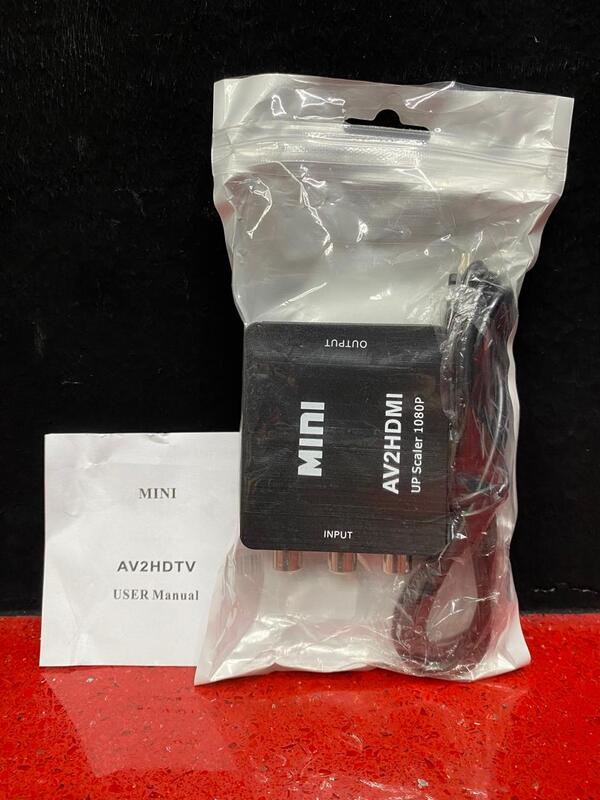 OUTPUT
MINI
AV2HDMI
UP Scaler 1080P
INPUT
MINI
AV2HDTV
USER Manual